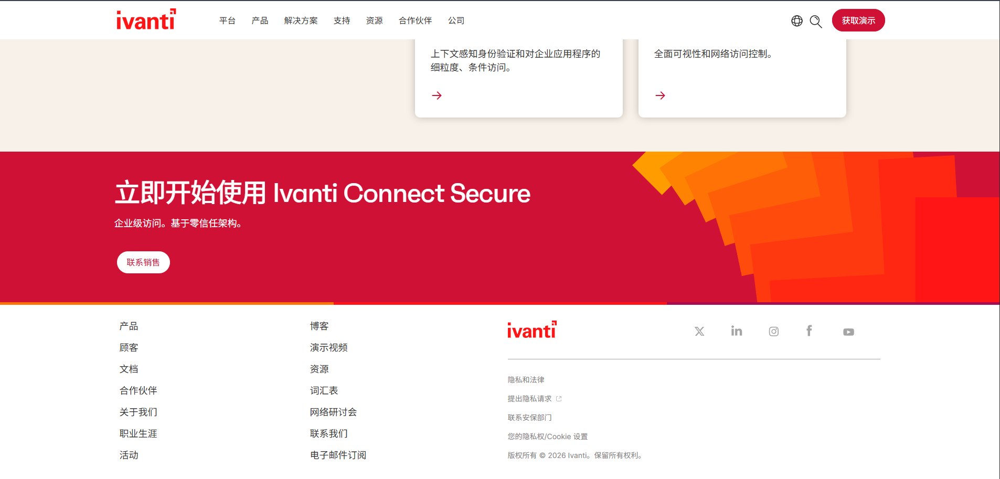 ivanti
平台
产品
解决方案
支持
资源
合作伙伴
公司
获取演示
上下文感知身份验证和对企业应用程序的
细粒度、条件访问。
全面可视性和网络访问控制。
立即开始使用 Ivanti Connect Secure
企业级访问。基于零信任架构。
联系销售
产品
顾客
文档
合作伙伴
关于我们
职业生涯
活动
博客
演示视频
资源
词汇表
网络研讨会
联系我们
电子邮件订阅
ivanti
隐私和法律
提出隐私请求
联系安保部门
您的隐私权/Cookie 设置
版权所有 © 2026 Ivanti。保留所有权利。